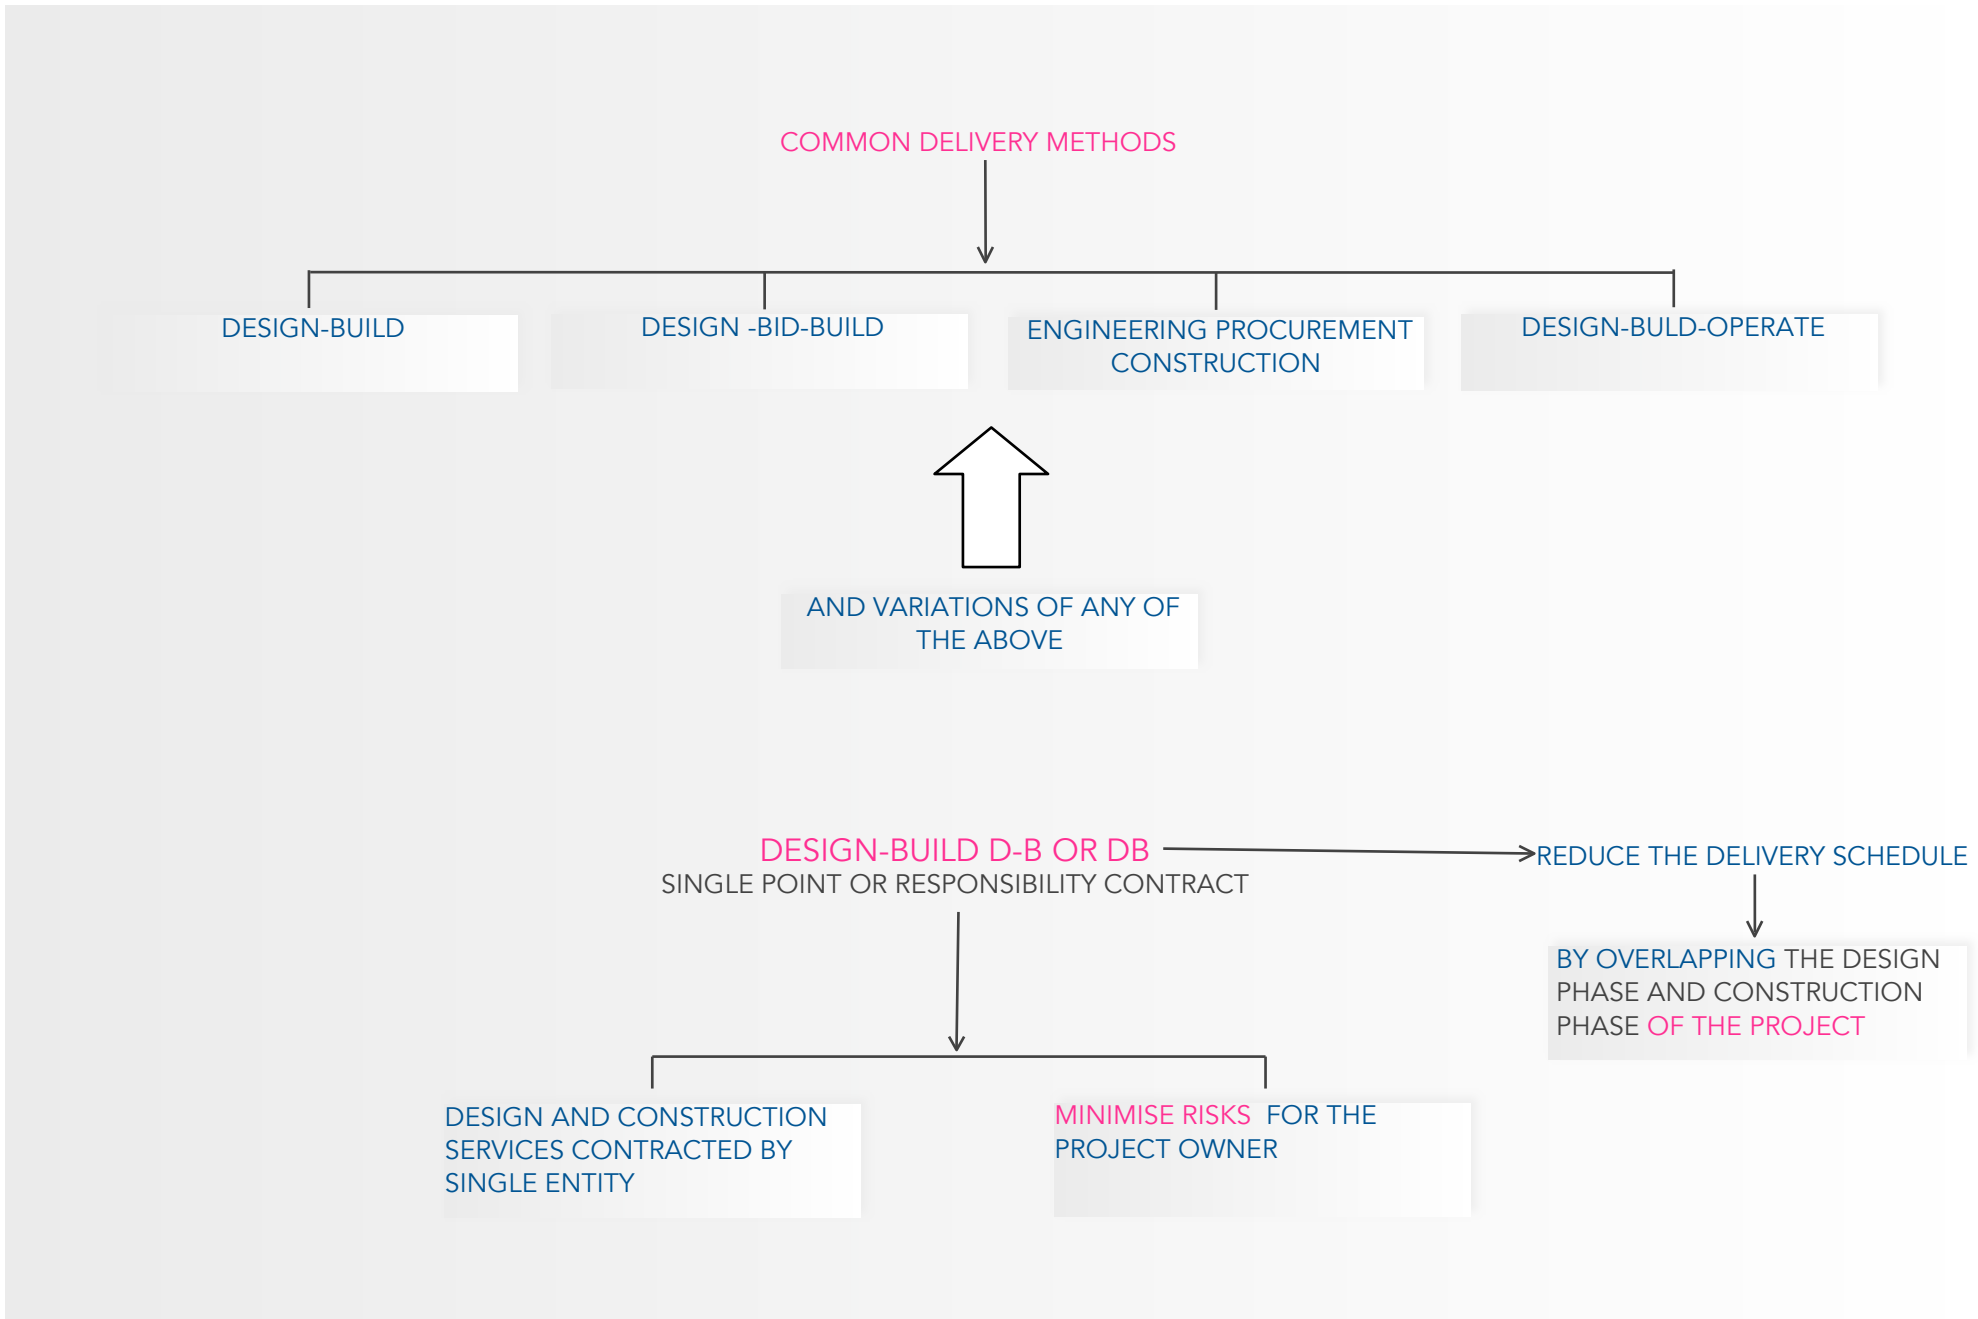 COMMON DELIVERY METHODS
DESIGN-BUILD
DESIGN -BID-BUILD
ENGINEERING PROCUREMENT
CONSTRUCTION
DESIGN-BULD-OPERATE
AND VARIATIONS OF ANY OF
THE ABOVE
DESIGN-BUILD D-B OR DB
SINGLE POINT OR RESPONSIBILITY CONTRACT
REDUCE THE DELIVERY SCHEDULE
BY OVERLAPPING THE DESIGN
PHASE AND CONSTRUCTION
PHASE OF THE PROJECT
DESIGN AND CONSTRUCTION
SERVICES CONTRACTED BY
SINGLE ENTITY
MINIMISE RISKS  FOR THE
PROJECT OWNER